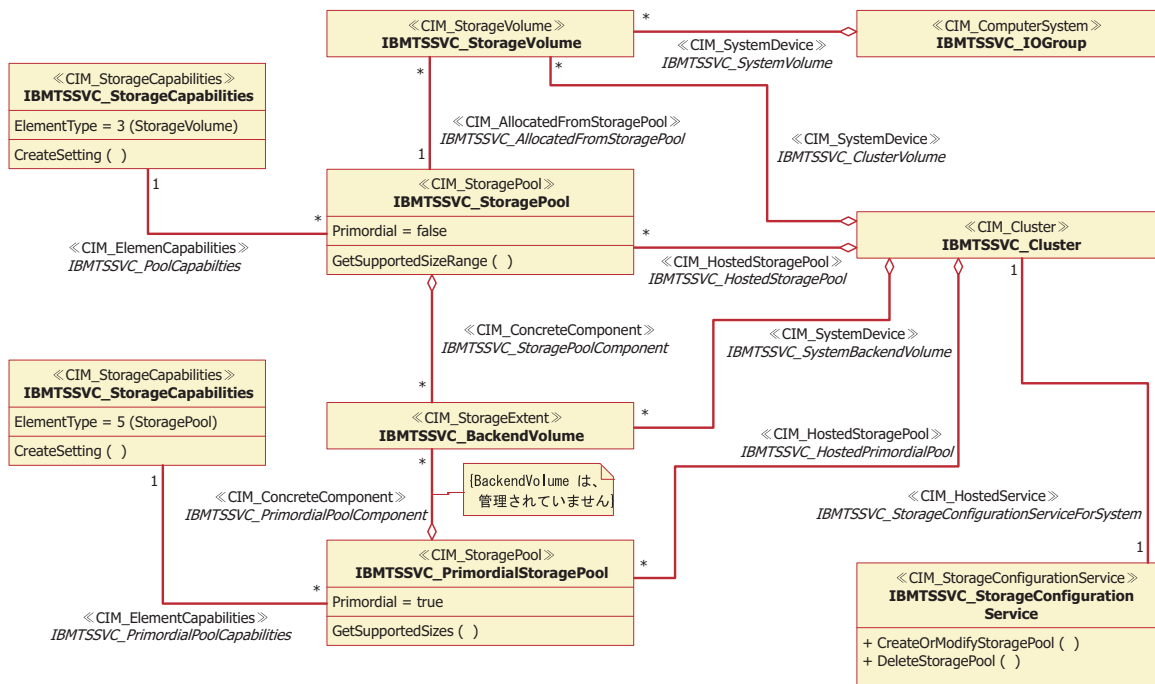 ≪CIM_StorageVolume≫
IBMTSSVC_StorageVolume
≪CIM_ComputerSystem≫
IBMTSSVC_IOGroup
*
*
*
≪CIM_SystemDevice≫
IBMTSSVC_SystemVolume
≪CIM_StorageCapabilities≫
IBMTSSVC_StorageCapabilities
ElementType = 3 (StorageVolume)
CreateSetting ( )
1
≪CIM_AllocatedFromStoragePool≫
IBMTSSVC_AllocatedFromStoragePool
1
≪CIM_SystemDevice≫
IBMTSSVC_ClusterVolume
≪CIM_StoragePool≫
IBMTSSVC_StoragePool
Primordial = false
GetSupportedSizeRange ( )
*
*
≪CIM_ElemenCapabilities≫
IBMTSSVC_PoolCapabilties
≪CIM_Cluster≫
IBMTSSVC_Cluster
1
≪CIM_HostedStoragePool≫
IBMTSSVC_HostedStoragePool
≪CIM_ConcreteComponent≫
IBMTSSVC_StoragePoolComponent
*
≪CIM_SystemDevice≫
IBMTSSVC_SystemBackendVolume
≪CIM_StorageCapabilities≫
IBMTSSVC_StorageCapabilities
ElementType = 5 (StoragePool)
CreateSetting ( )
1
≪CIM_StorageExtent≫
IBMTSSVC_BackendVolume
*
*
≪CIM_HostedStoragePool≫
IBMTSSVC_HostedPrimordialPool
{BackendVolume は、
管理されていません}
≪CIM_ConcreteComponent≫
IBMTSSVC_PrimordialPoolComponent
≪CIM_HostedService≫
IBMTSSVC_StorageConfigurationServiceForSystem
1
≪CIM_StoragePool≫
IBMTSSVC_PrimordialStoragePool
Primordial = true
GetSupportedSizes ( )
*
*
≪CIM_ElementCapabilities≫
IBMTSSVC_PrimordialPoolCapabilities
≪CIM_StorageConfigurationService≫
IBMTSSVC_StorageConfiguration
Service
+ CreateOrModifyStoragePool ( )
+ DeleteStoragePool ( )